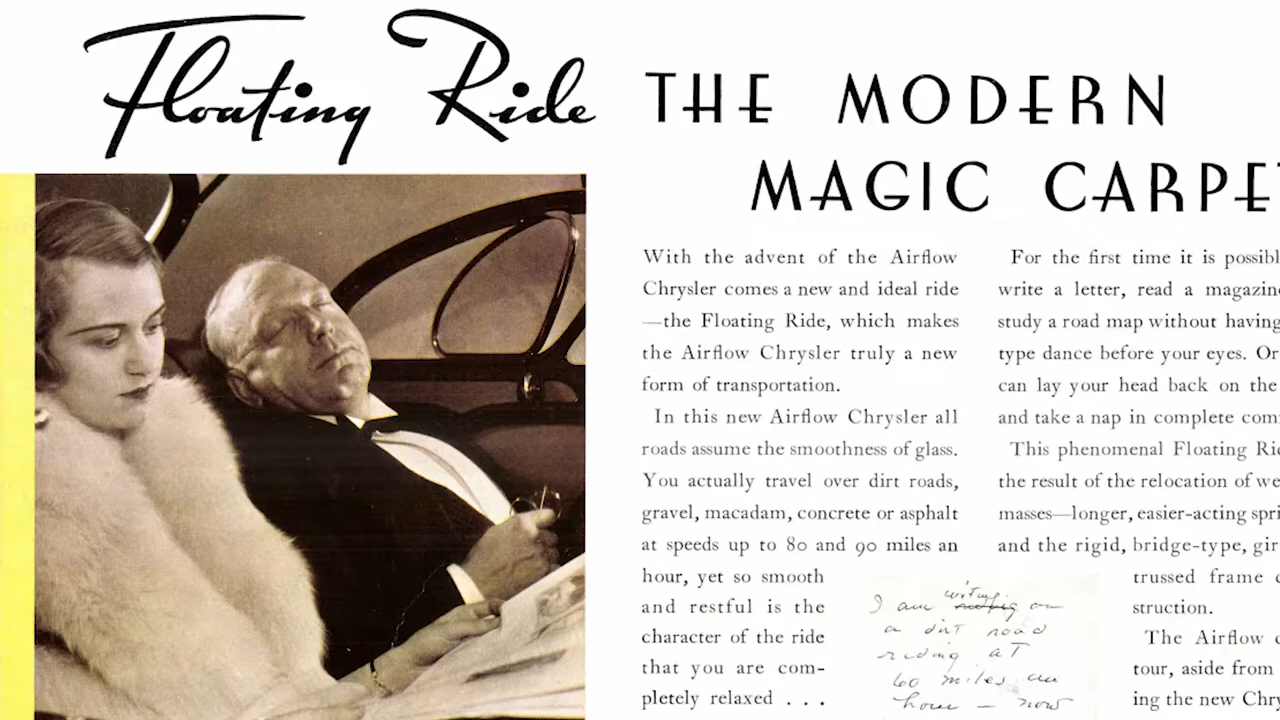 Floating Ride
THE MODERN
MAGIC CARPE
With the advent of the Airflow
Chrysler comes a new and ideal ride
—the Floating Ride, which makes
the Airflow Chrysler truly a new
form of transportation.
In this new Airflow Chrysler all
roads assume the smoothness of glass.
You actually travel over dirt roads,
gravel, macadam, concrete or asphalt
at speeds up to 80 and 90 miles an
hour, yet so smooth
and restful is the
character of the ride
that you are com-
pletely relaxed . . .
I am writing on
a dirt road
riding at
60 miles an
hour — now
For the first time it is possibl
write a letter, read a magazin
study a road map without having
type dance before your eyes. Or
can lay your head back on the
and take a nap in complete com
This phenomenal Floating Ri
the result of the relocation of we
masses—longer, easier-acting spri
and the rigid, bridge-type, gir
trussed frame c
struction.
The Airflow c
tour, aside from
ing the new Chry